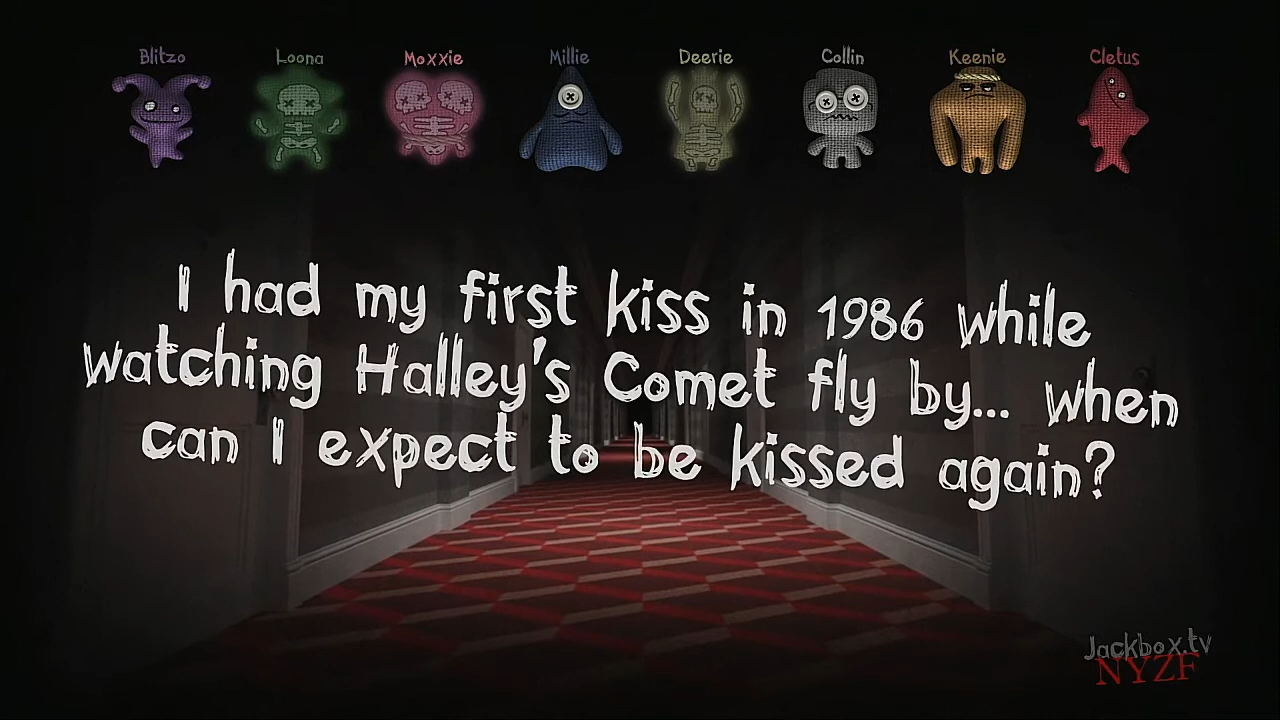 Blitzo Loona Moxxie Millie Deerie Collin Keenie Cletus
I had my first kiss in 1986 while
watching Halley's Comet fly by... when
can I expect to be kissed again?
Jackbox.tv
NYZF